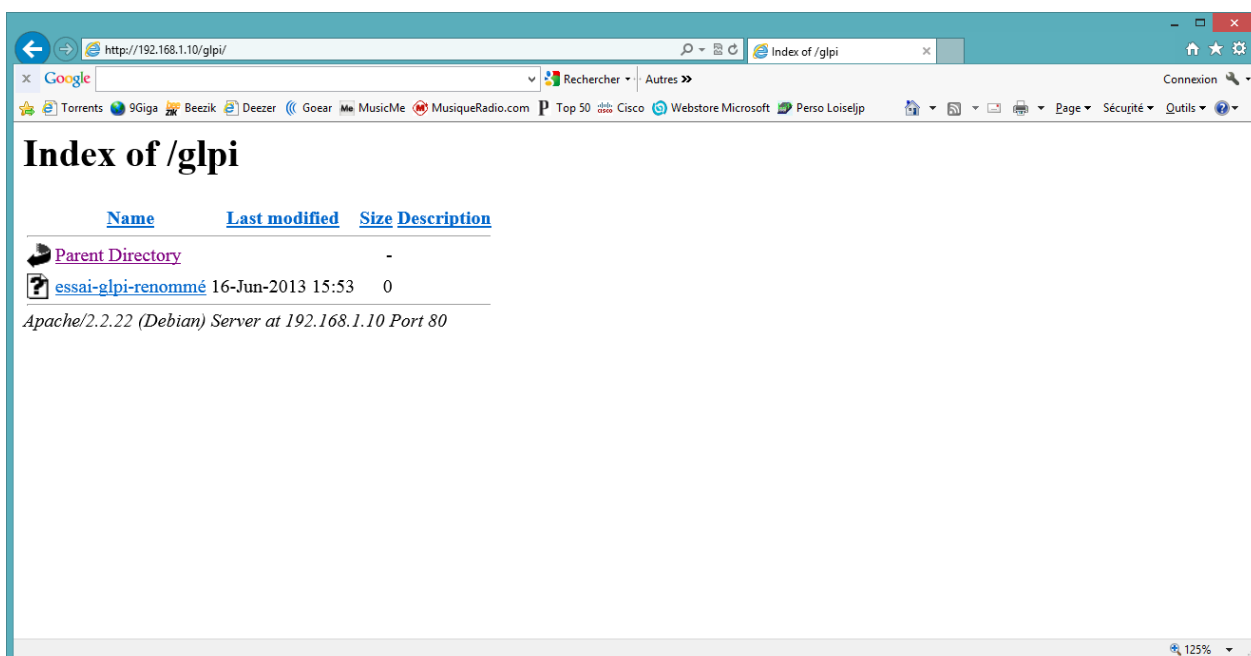 http://192.168.1.10/glpi/ Index of /glpi
Google Rechercher Autres Connexion
Torrents 9Giga Beezik Deezer Goear Me MusicMe MusiqueRadio.com P Top 50 cisco Cisco Webstore Microsoft Perso Loiseljp Page Sécurité Outils
Index of /glpi
Name Last modified Size Description
Parent Directory -
essai-glpi-renommé 16-Jun-2013 15:53 0
Apache/2.2.22 (Debian) Server at 192.168.1.10 Port 80
125%